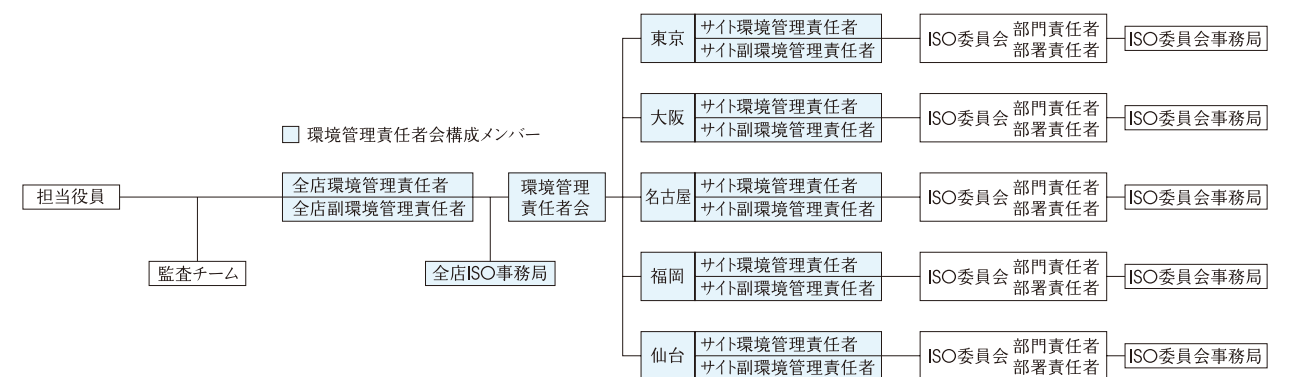 東京
サイト環境管理責任者
サイト副環境管理責任者
ISO委員会 部門責任者
部署責任者
ISO委員会事務局
大阪
サイト環境管理責任者
サイト副環境管理責任者
ISO委員会 部門責任者
部署責任者
ISO委員会事務局
環境管理責任者会構成メンバー
担当役員
全店環境管理責任者
全店副環境管理責任者
環境管理
責任者会
名古屋
サイト環境管理責任者
サイト副環境管理責任者
ISO委員会 部門責任者
部署責任者
ISO委員会事務局
監査チーム
全店ISO事務局
福岡
サイト環境管理責任者
サイト副環境管理責任者
ISO委員会 部門責任者
部署責任者
ISO委員会事務局
仙台
サイト環境管理責任者
サイト副環境管理責任者
ISO委員会 部門責任者
部署責任者
ISO委員会事務局